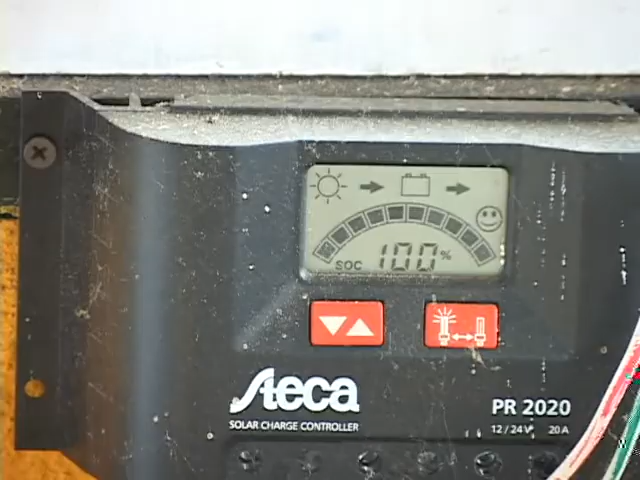 SOC 100%
Steca
SOLAR CHARGE CONTROLLER
PR 2020
12/24V 20A